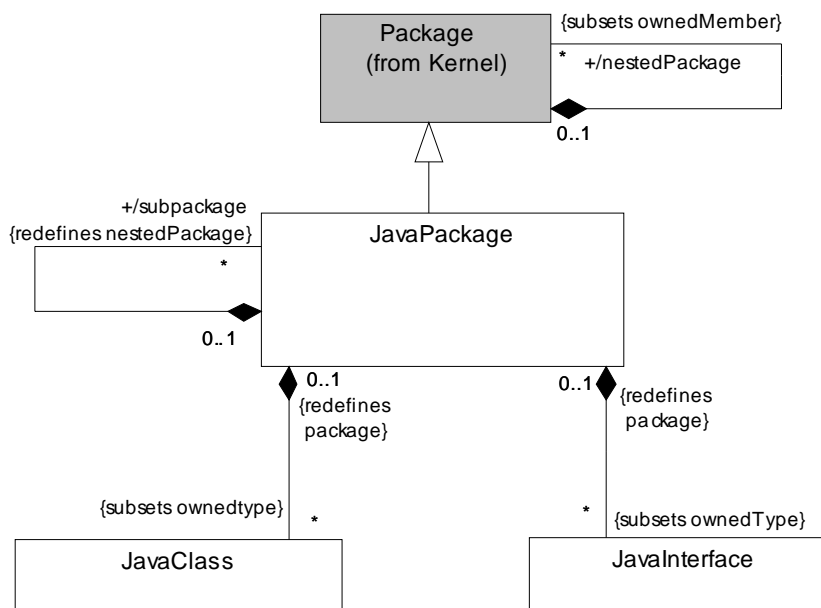 Package
(from Kernel)
{subsets ownedMember}
*
+/nestedPackage
0..1
+/subpackage
{redefines nestedPackage}
*
0..1
JavaPackage
0..1
{redefines
package}
0..1
{redefines
package}
{subsets ownedtype}
*
*
{subsets ownedType}
JavaClass
JavaInterface